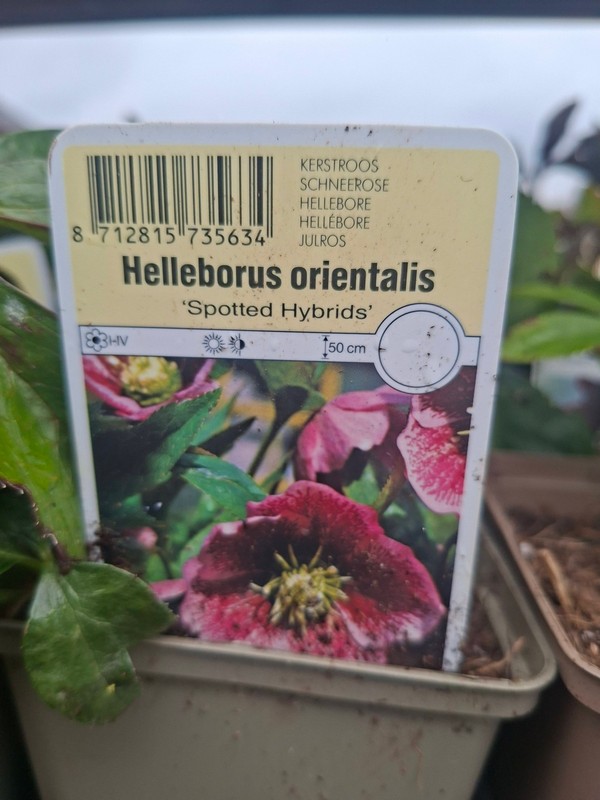 KERSTROOS
SCHNEEROSE
HELLEBORE
HELLÉBORE
JULROS
8 712815 735634
Helleborus orientalis
'Spotted Hybrids'
I-IV
50 cm